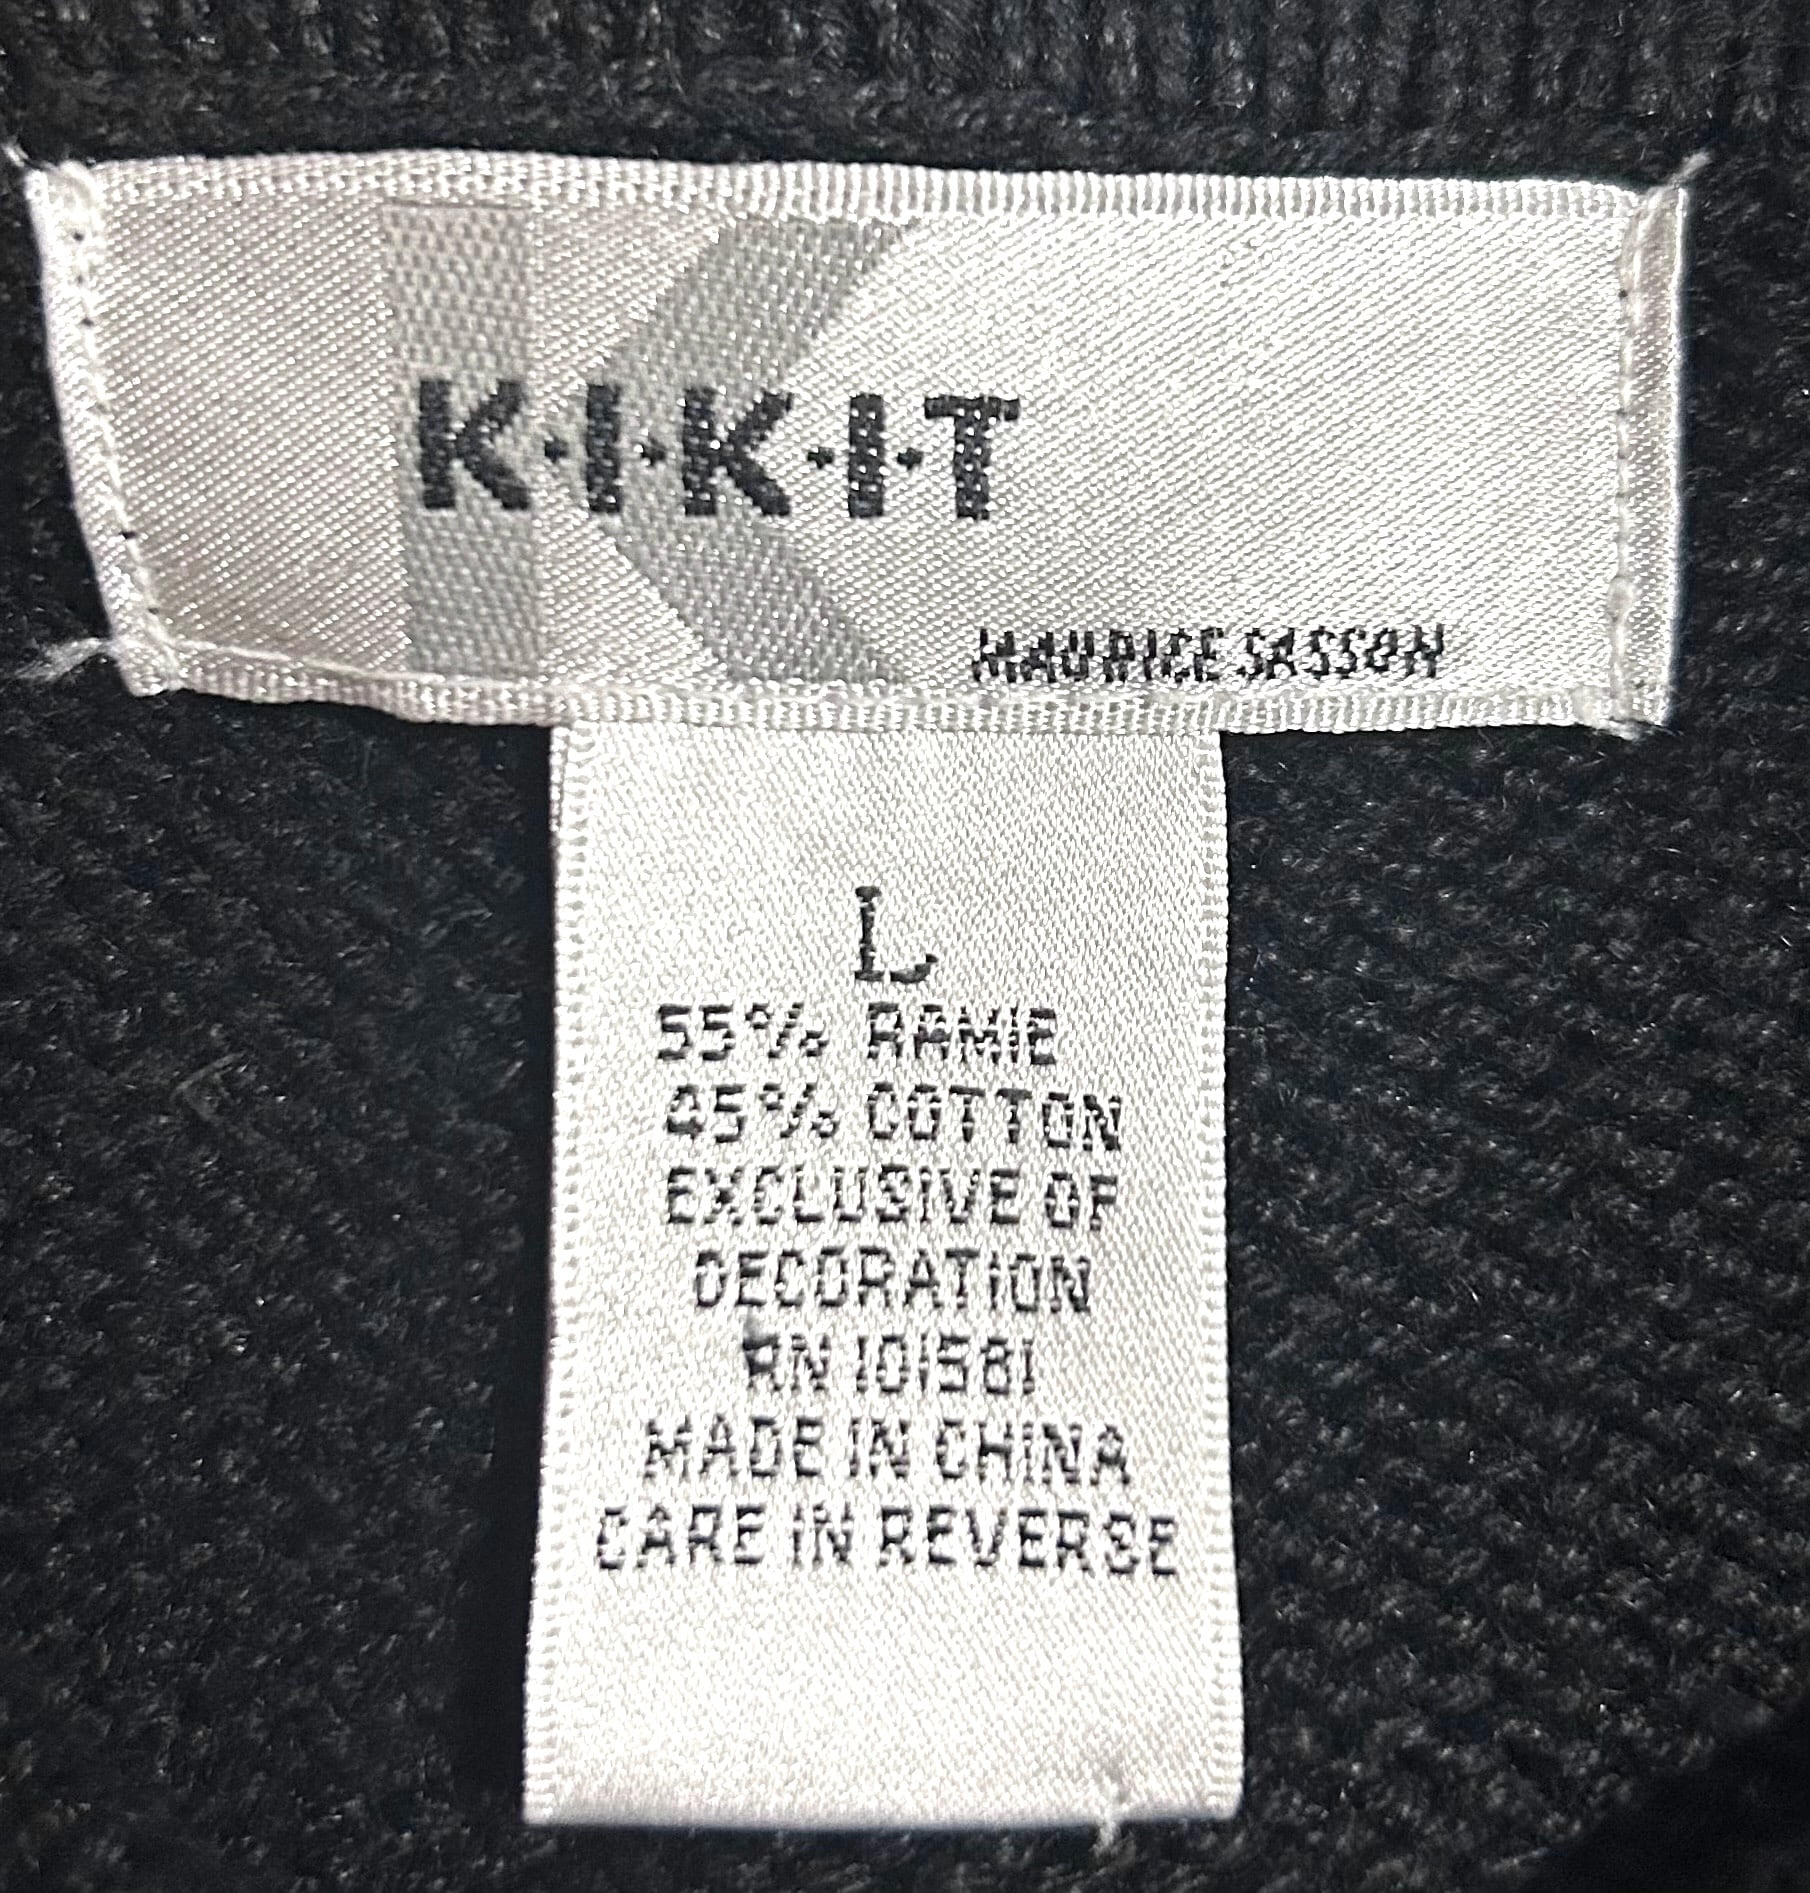 K·I·K·I·T
MAURICE SASSON
L
55% RAMIE
45% COTTON
EXCLUSIVE OF
DECORATION
RN 101581
MADE IN CHINA
CARE IN REVERSE